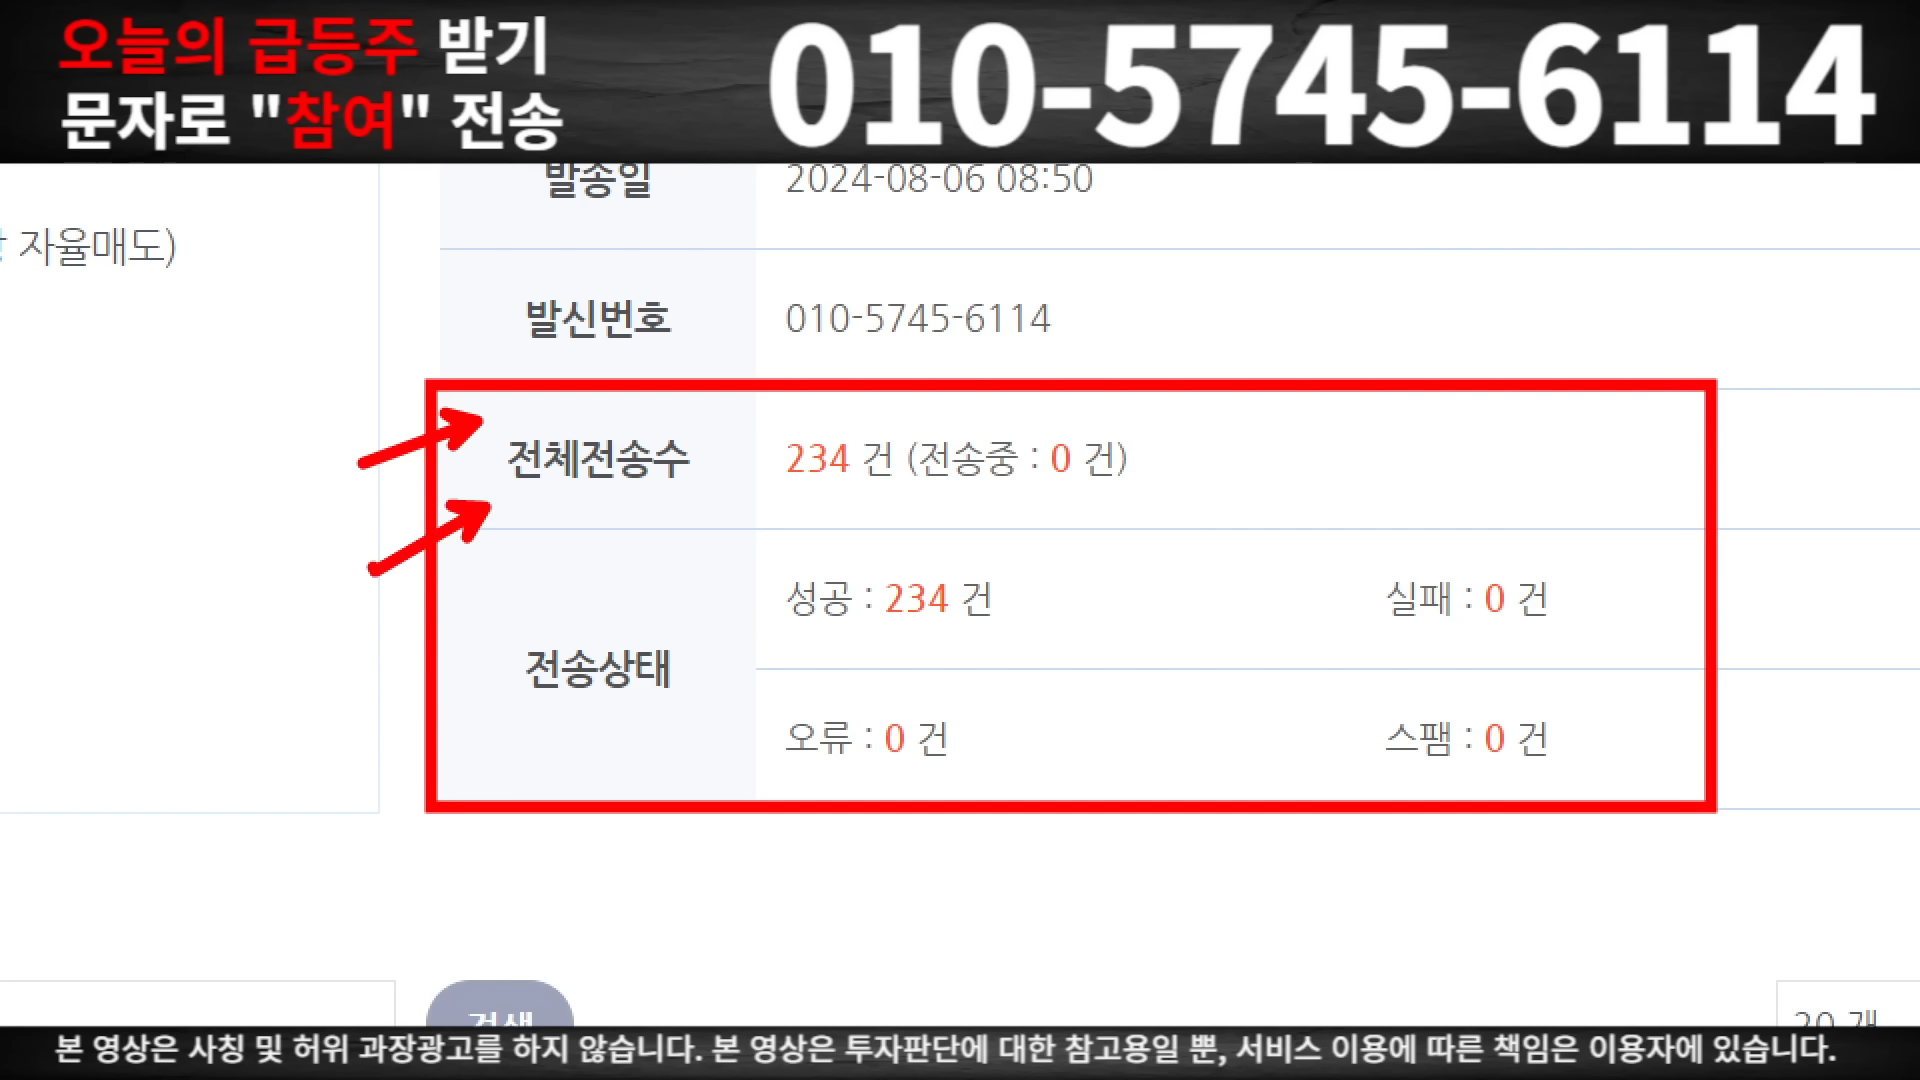 오늘의 급등주 받기
문자로 "참여" 전송
010-5745-6114
발송일 2024-08-06 08:50
자율매도)
발신번호 010-5745-6114
전체전송수 234 건 (전송중 : 0 건)
전송상태
성공 : 234 건 실패 : 0 건
오류 : 0 건 스팸 : 0 건
검색
20 개
본 영상은 사칭 및 허위 과장광고를 하지 않습니다. 본 영상은 투자판단에 대한 참고용일 뿐, 서비스 이용에 따른 책임은 이용자에 있습니다.